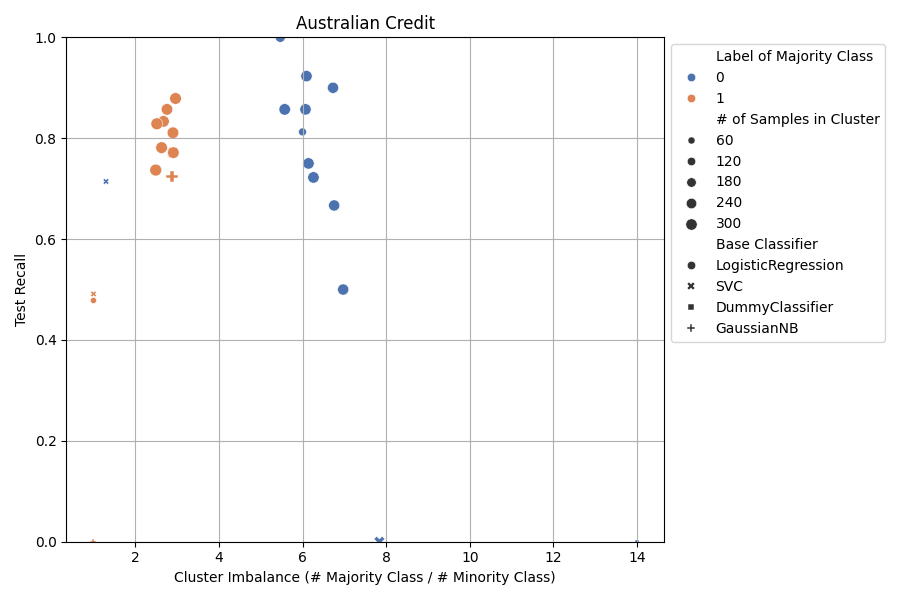 Australian Credit
1.0
0.8
0.6
0.4
0.2
0.0
Test Recall
2
4
6
8
10
12
14
Cluster Imbalance (# Majority Class / # Minority Class)
Label of Majority Class
0
1
# of Samples in Cluster
60
120
180
240
300
Base Classifier
LogisticRegression
SVC
DummyClassifier
GaussianNB